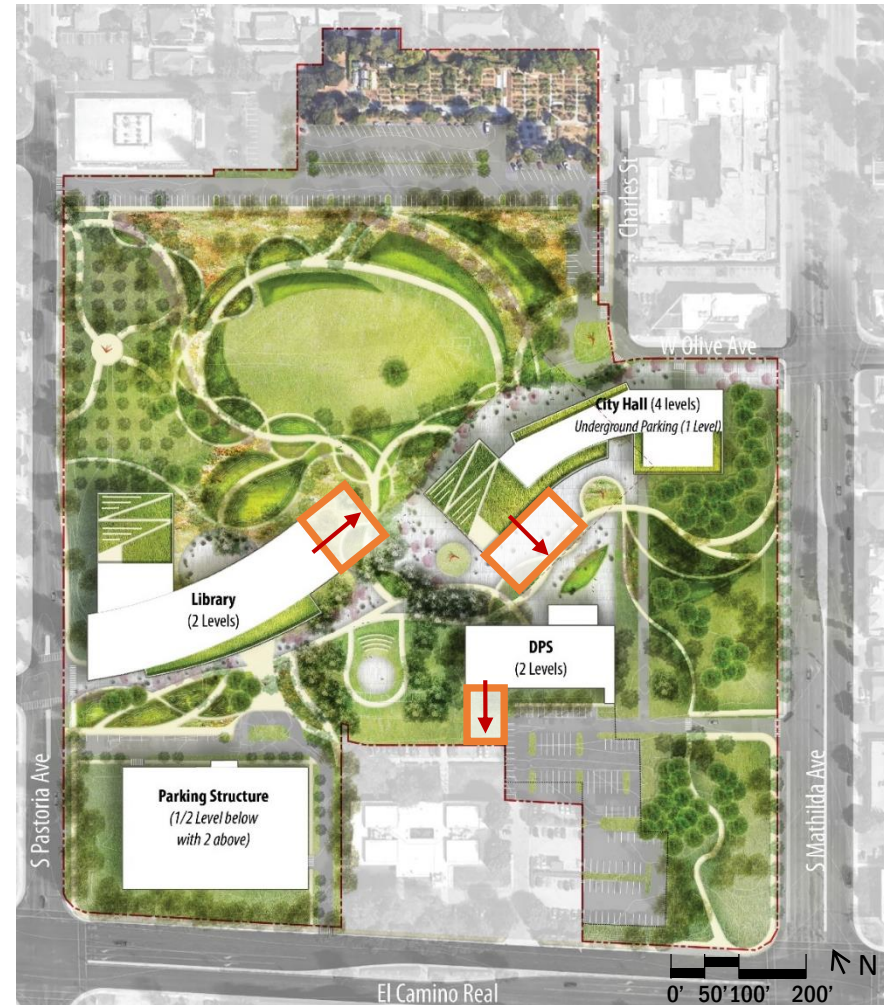 Charles St
W Olive Ave
City Hall (4 levels)
Underground Parking (1 Level)
Library
(2 Levels)
DPS
(2 Levels)
Parking Structure
(1/2 Level below
with 2 above)
S Pastoria Ave
S Mathilda Ave
El Camino Real
N
0' 50' 100' 200'